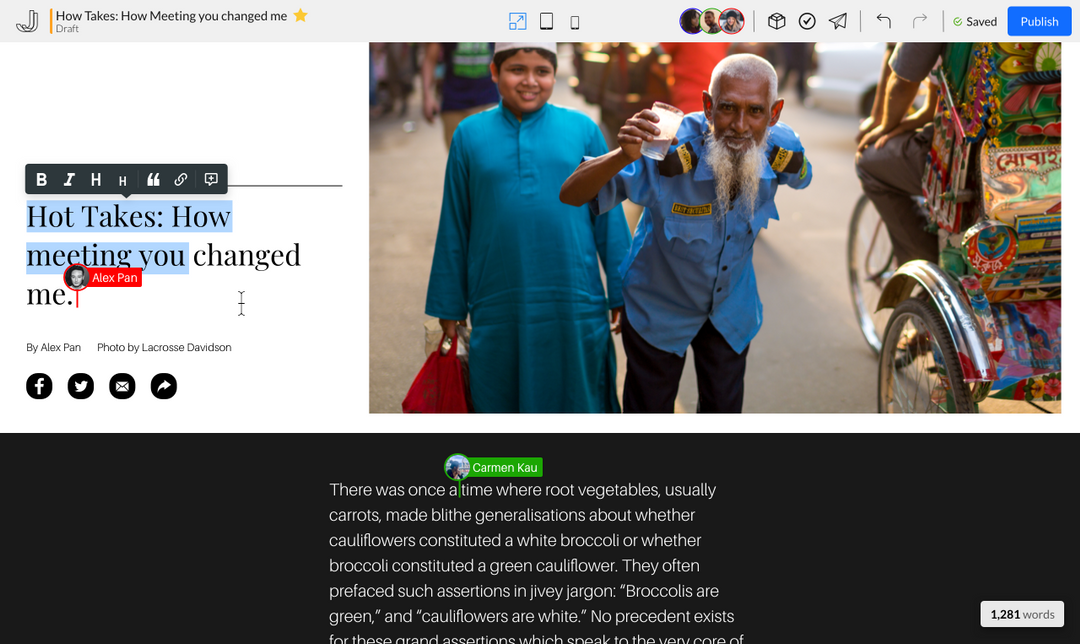 How Takes: How Meeting you changed me
Draft
Saved
Publish
B I H H
Hot Takes: How
meeting you changed
Alex Pan
me.
By Alex Pan Photo by Lacrosse Davidson
মোবাই
Carmen Kau
There was once a time where root vegetables, usually
carrots, made blithe generalisations about whether
cauliflowers constituted a white broccoli or whether
broccoli constituted a green cauliflower. They often
prefaced such assertions in jivey jargon: “Broccolis are
green,” and “cauliflowers are white.” No precedent exists
for these grand assertions which speak to the very core of
1,281 words